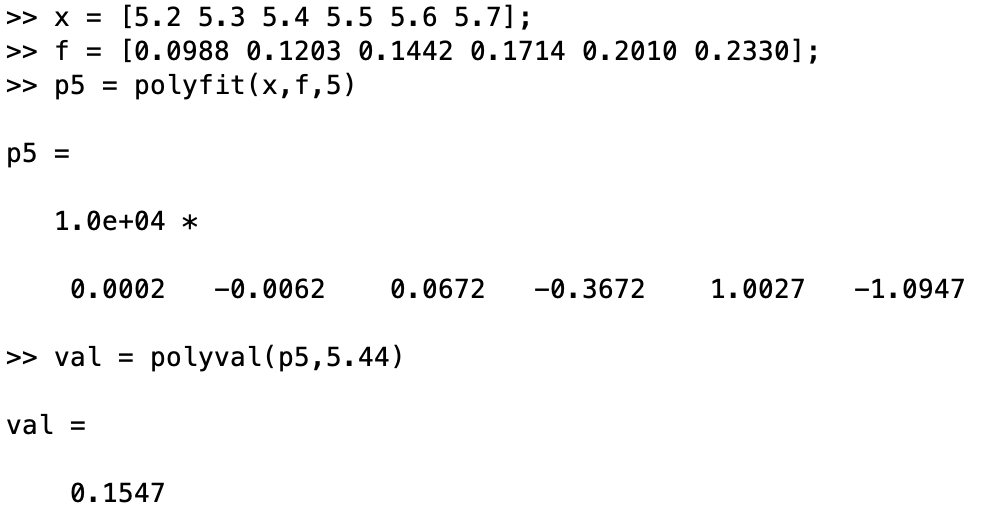 >> x = [5.2 5.3 5.4 5.5 5.6 5.7];
>> f = [0.0988 0.1203 0.1442 0.1714 0.2010 0.2330];
>> p5 = polyfit(x,f,5)
p5 =
1.0e+04 *
0.0002 -0.0062 0.0672 -0.3672 1.0027 -1.0947
>> val = polyval(p5,5.44)
val =
0.1547